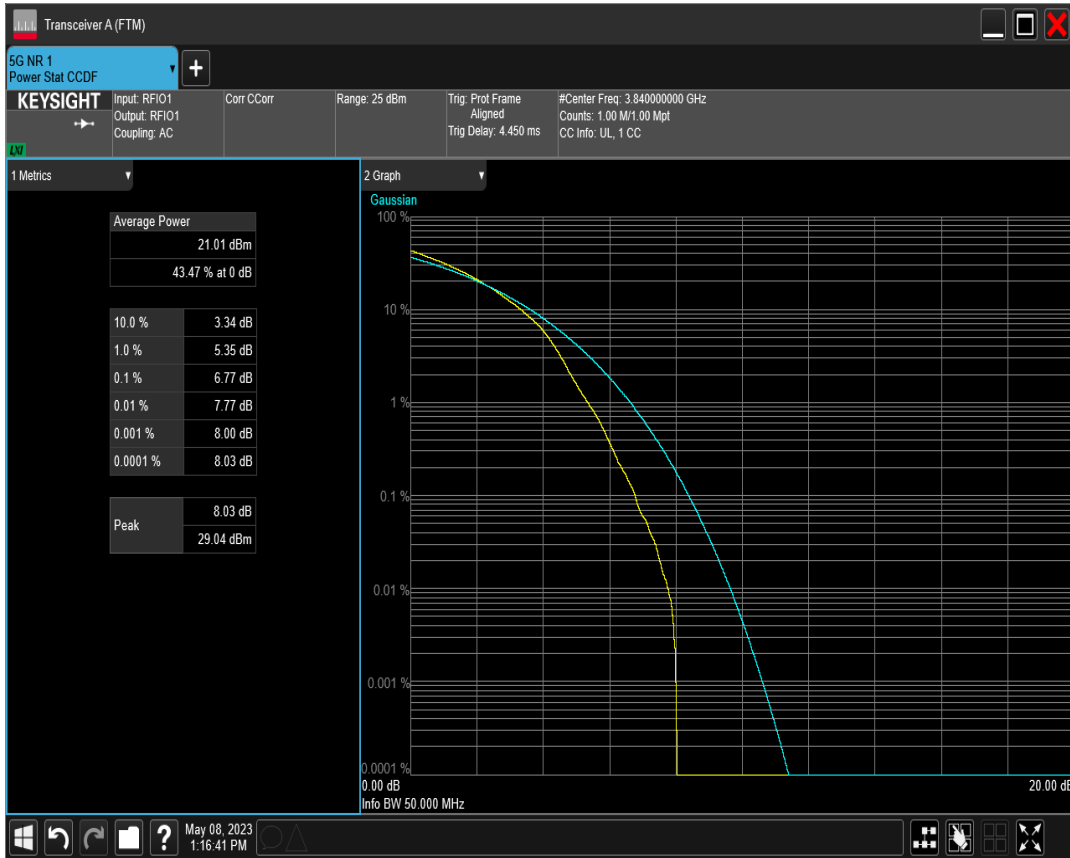 Transceiver A (FTM)
5G NR 1
Power Stat CCDF
KEYSIGHT
LXI
Input: RFIO1
Output: RFIO1
Coupling: AC
Corr CCorr
Range: 25 dBm
Trig: Prot Frame
Aligned
Trig Delay: 4.450 ms
#Center Freq: 3.840000000 GHz
Counts: 1.00 M/1.00 Mpt
CC Info: UL, 1 CC
1 Metrics
Average Power
21.01 dBm
43.47 % at 0 dB
10.0 % 3.34 dB
1.0 % 5.35 dB
0.1 % 6.77 dB
0.01 % 7.77 dB
0.001 % 8.00 dB
0.0001 % 8.03 dB
Peak
8.03 dB
29.04 dBm
2 Graph
Gaussian
100 %
10 %
1 %
0.1 %
0.01 %
0.001 %
0.0001 %
0.00 dB 20.00 dB
Info BW 50.000 MHz
?
May 08, 2023
1:16:41 PM